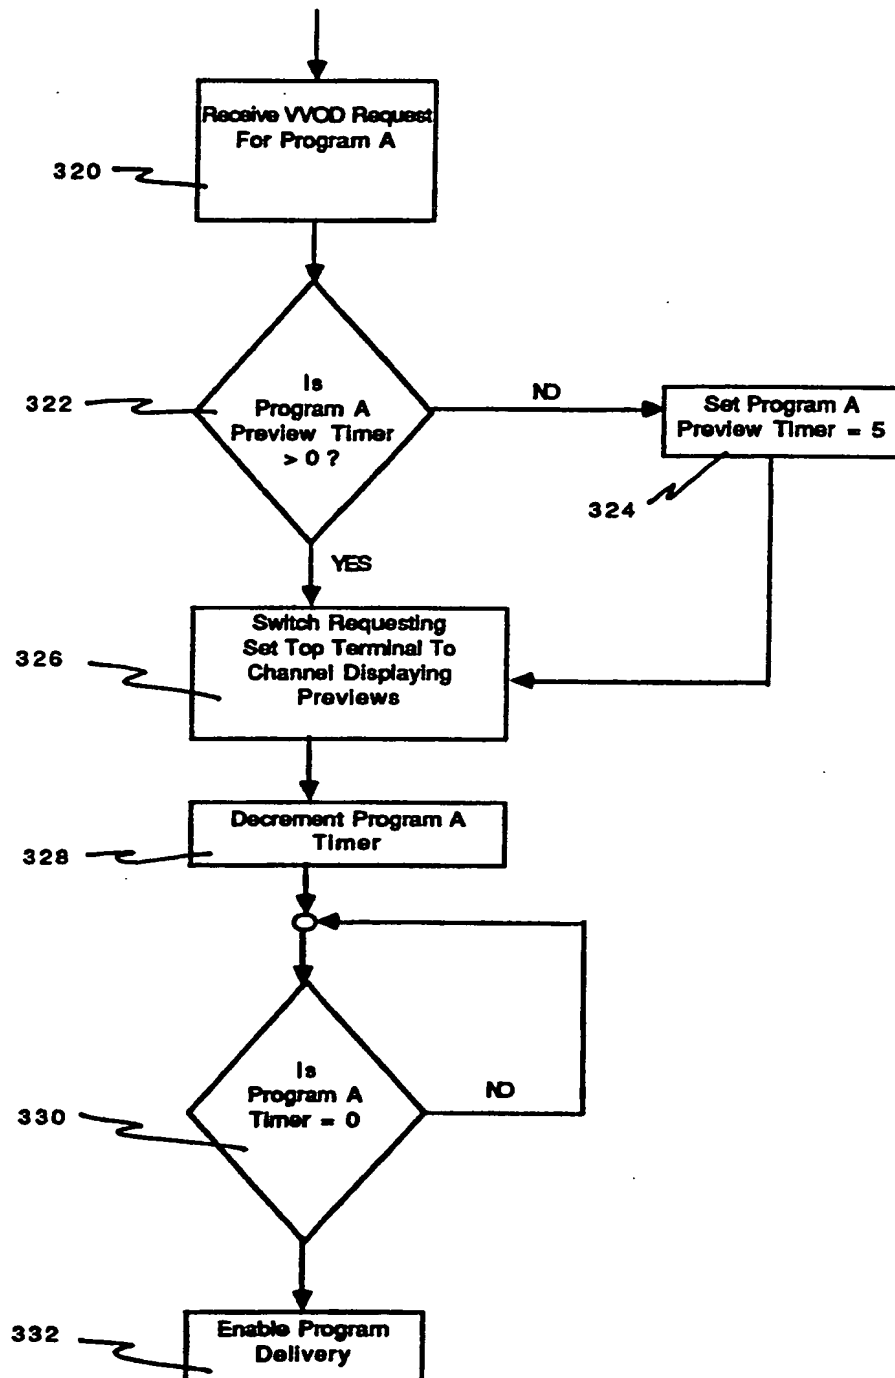 Receive VVOD Request
For Program A
320
Is
Program A
Preview Timer
> 0 ?
322
NO
Set Program A
Preview Timer = 5
324
YES
Switch Requesting
Set Top Terminal To
Channel Displaying
Previews
326
Decrement Program A
Timer
328
Is
Program A
Timer = 0
330
NO
Enable Program
Delivery
332